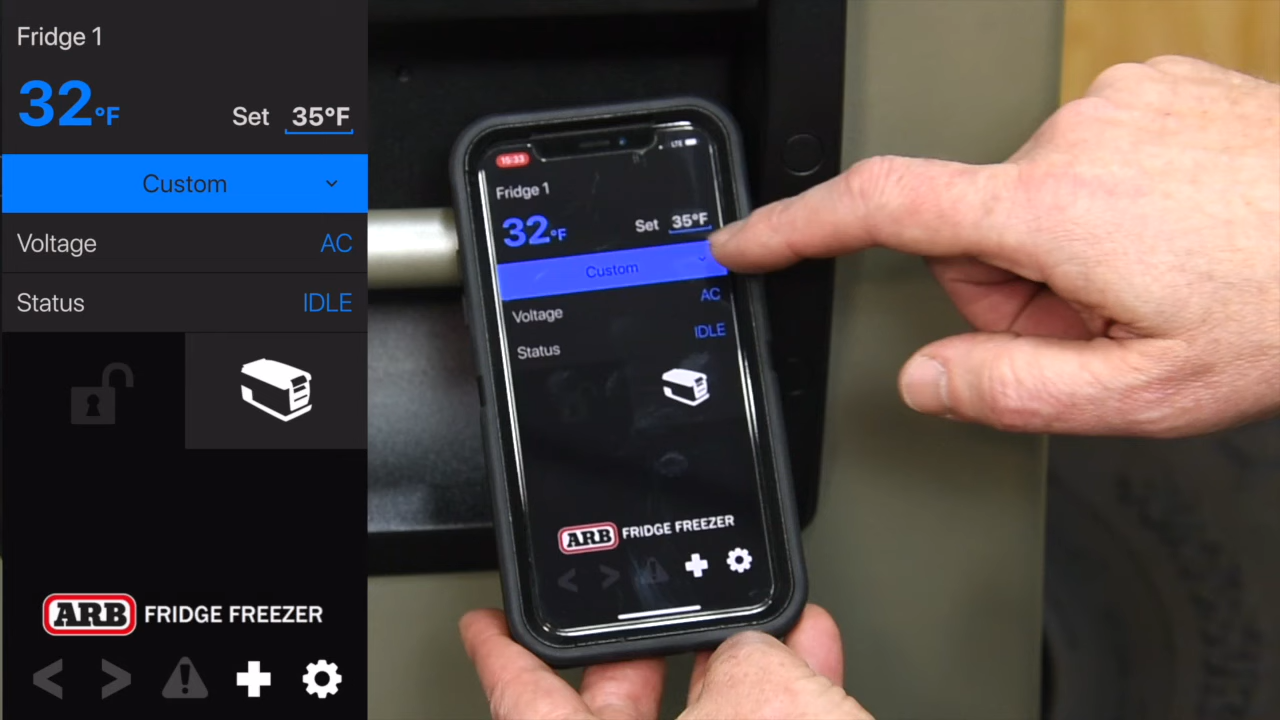 Fridge 1
32°F
Set 35°F
Custom
Voltage AC
Status IDLE
ARB FRIDGE FREEZER
15:33
LTE
Fridge 1
32°F
Set 35°F
Custom
Voltage AC
Status IDLE
ARB FRIDGE FREEZER